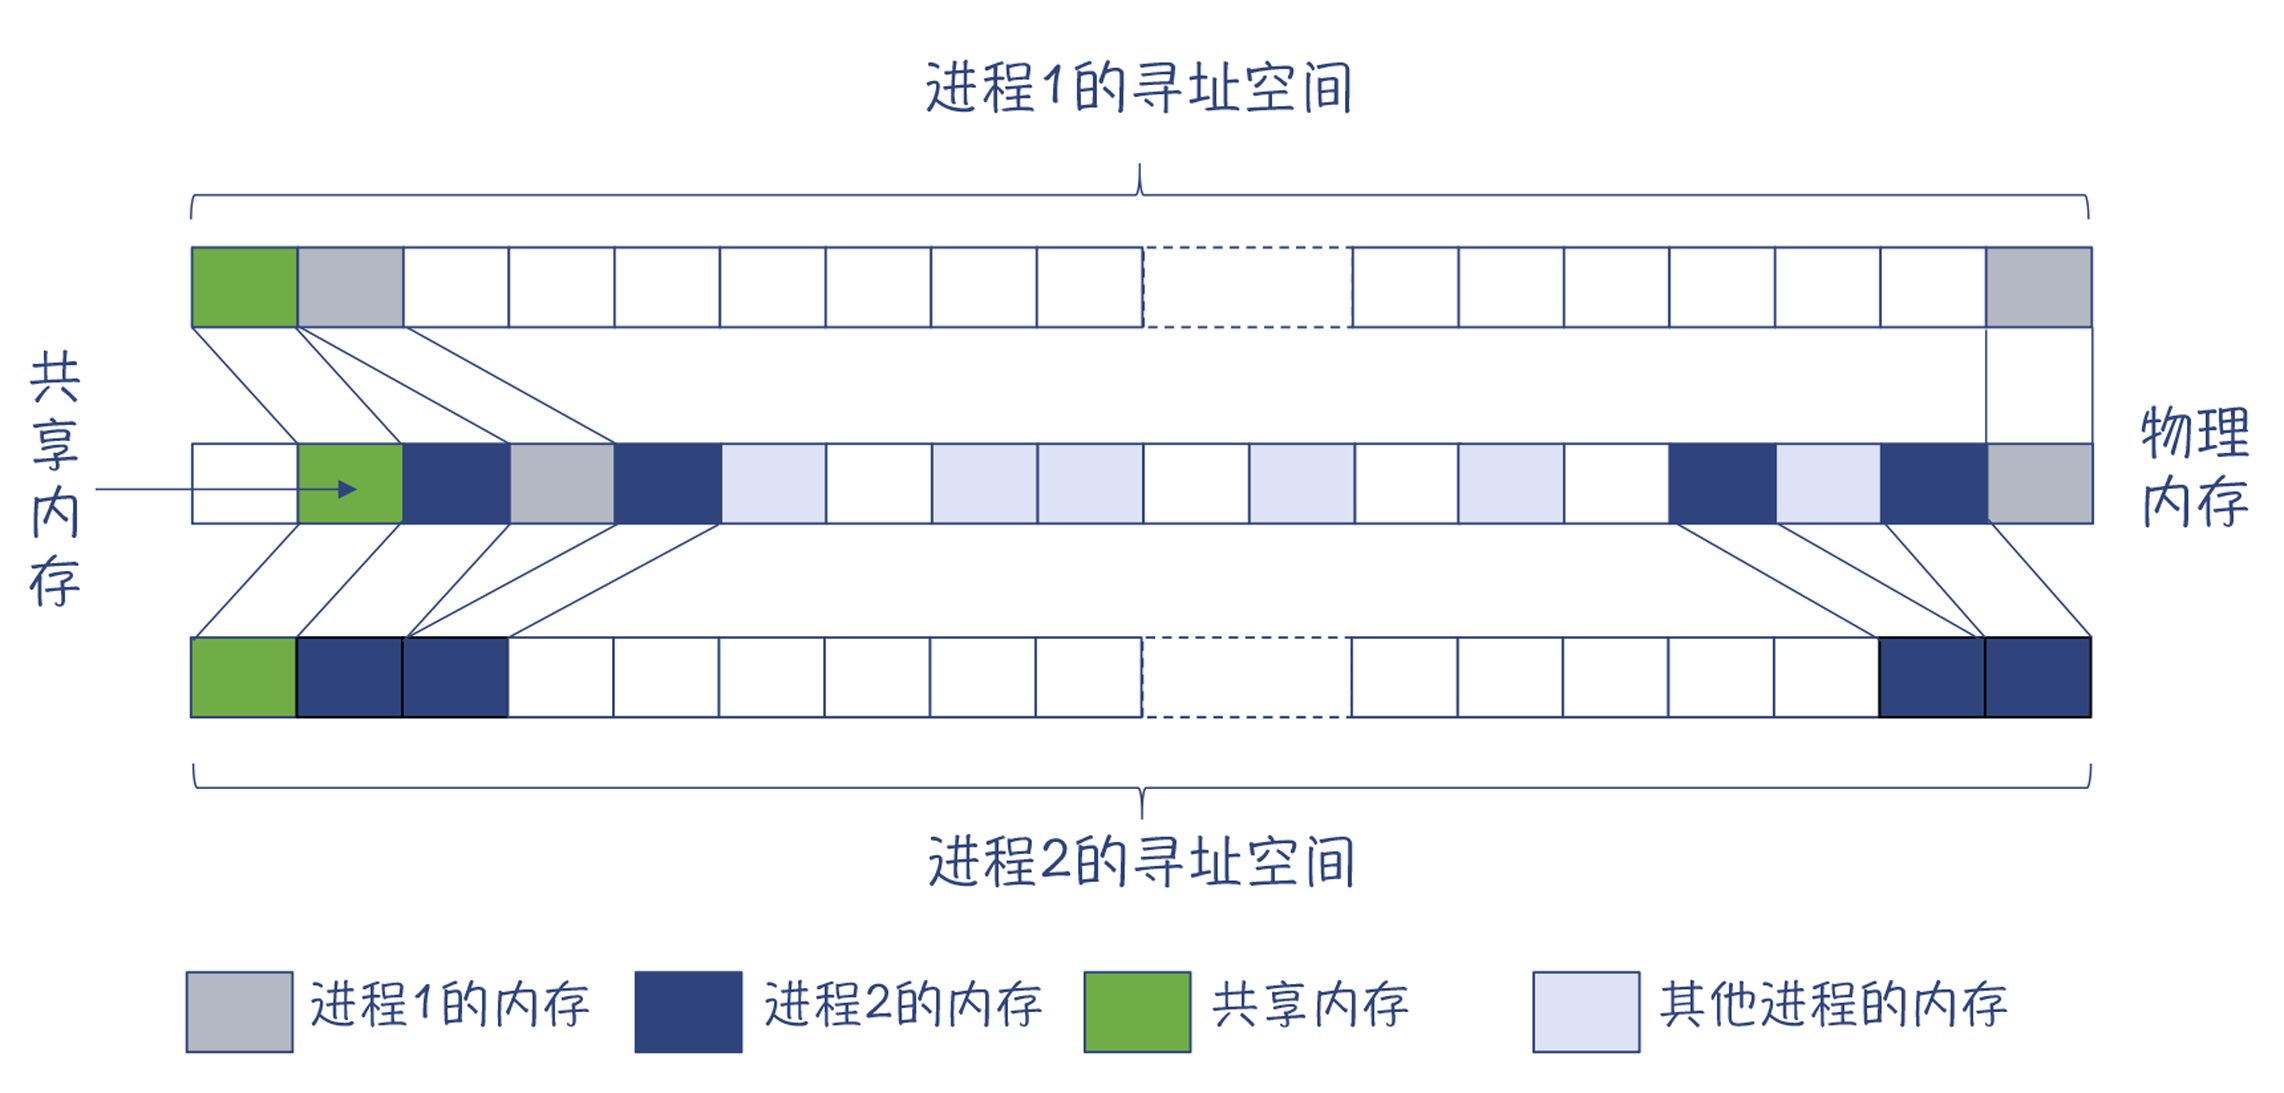 进程1的寻址空间
共享内存
物理
内存
进程2的寻址空间
进程1的内存
进程2的内存
共享内存
其他进程的内存